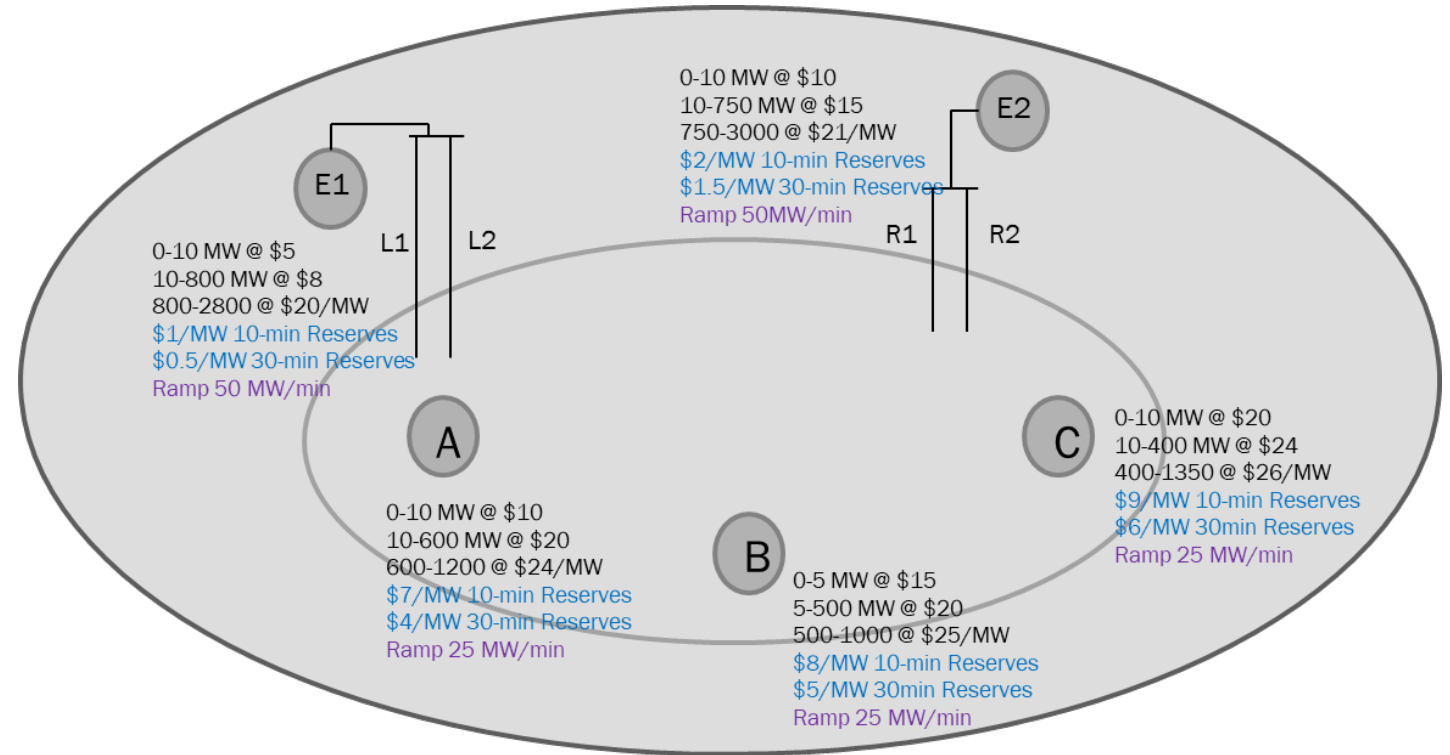 0-10 MW @ $10
10-750 MW @ $15
750-3000 @ $21/MW
$2/MW 10-min Reserves
$1.5/MW 30-min Reserves
Ramp 50MW/min
E2
R1
R2
E1
L1
L2
0-10 MW @ $5
10-800 MW @ $8
800-2800 @ $20/MW
$1/MW 10-min Reserves
$0.5/MW 30-min Reserves
Ramp 50 MW/min
A
0-10 MW @ $10
10-600 MW @ $20
600-1200 @ $24/MW
$7/MW 10-min Reserves
$4/MW 30-min Reserves
Ramp 25 MW/min
B
0-5 MW @ $15
5-500 MW @ $20
500-1000 @ $25/MW
$8/MW 10-min Reserves
$5/MW 30min Reserves
Ramp 25 MW/min
C
0-10 MW @ $20
10-400 MW @ $24
400-1350 @ $26/MW
$9/MW 10-min Reserves
$6/MW 30min Reserves
Ramp 25 MW/min